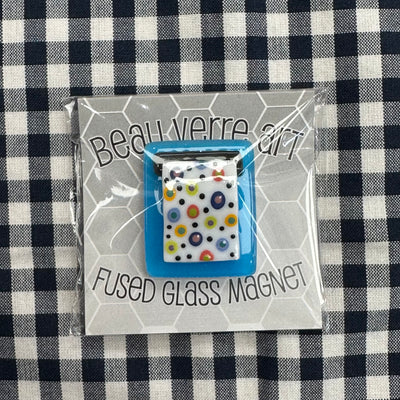 Beau Verre Art
Fused Glass Magnet